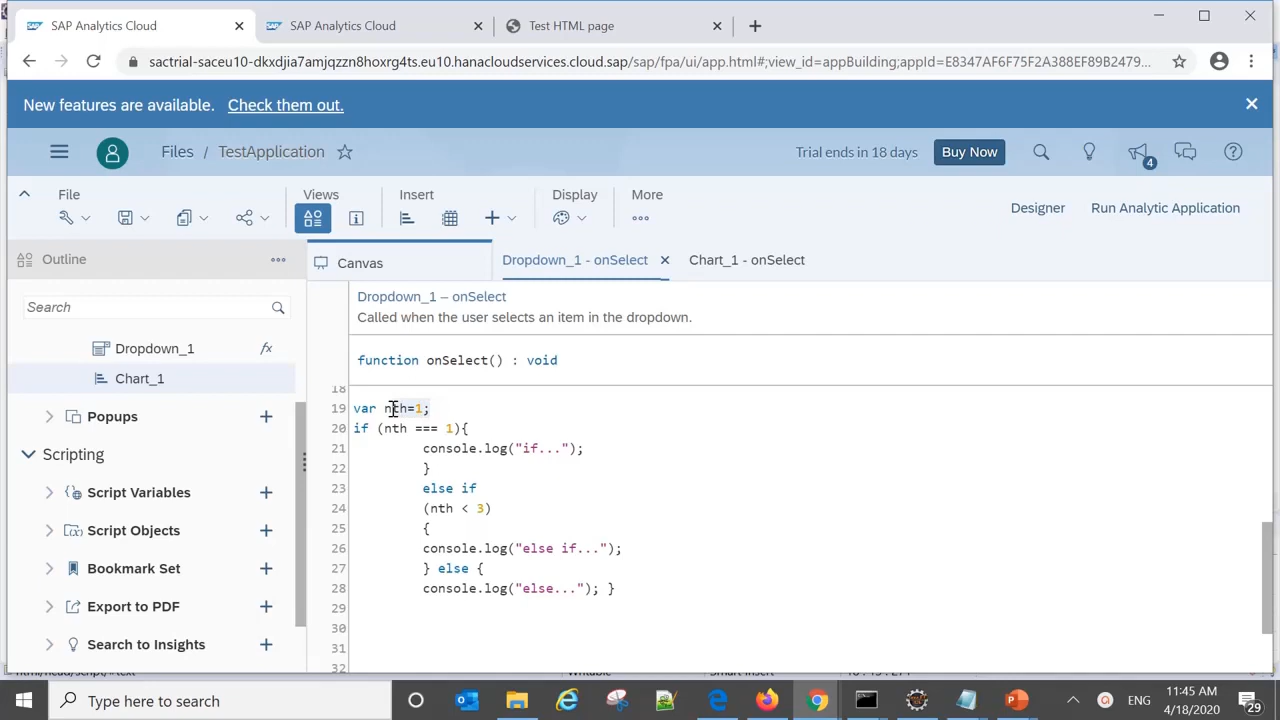 SAP Analytics Cloud
SAP Analytics Cloud
Test HTML page
sactrial-saceu10-dkxdjia7amjqzzn8hoxrg4ts.eu10.hanacloudservices.cloud.sap/sap/fpa/ui/app.html#;view_id=appBuilding;appId=E8347AF6F75F2A388EF89B2479...
New features are available. Check them out.
Files / TestApplication
Trial ends in 18 days
Buy Now
4
File
Views
Insert
Display
More
Designer
Run Analytic Application
Outline
Canvas
Dropdown_1 - onSelect
Chart_1 - onSelect
Search
Dropdown_1
fx
Chart_1
Popups
Scripting
Script Variables
Script Objects
Bookmark Set
Export to PDF
Search to Insights
Dropdown_1 – onSelect
Called when the user selects an item in the dropdown.
function onSelect() : void
18
19 var nth=1;
20 if (nth === 1){
21 console.log("if...");
22 }
23 else if
24 (nth < 3)
25 {
26 console.log("else if...");
27 } else {
28 console.log("else..."); }
29
30
31
32
Type here to search
ENG
11:45 AM
4/18/2020
29